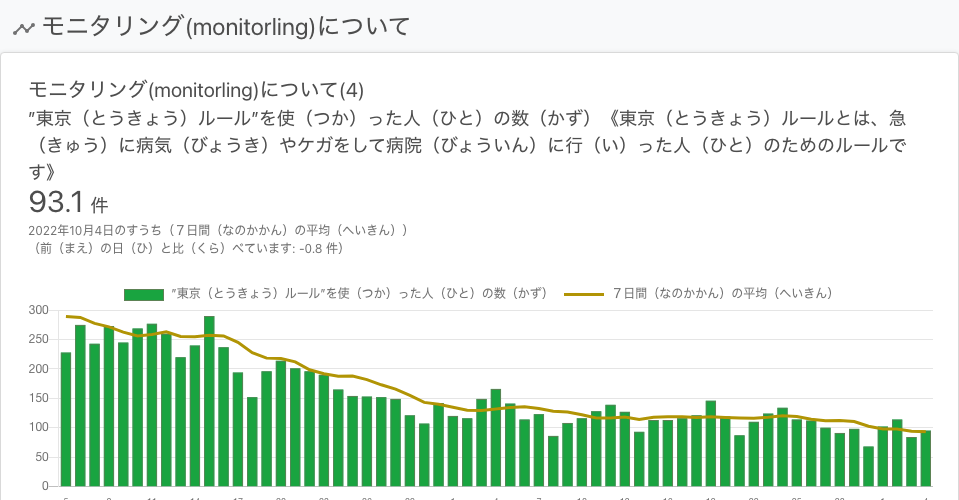 モニタリング(monitorling)について
モニタリング(monitorling)について(4)
”東京（とうきょう）ルール”を使（つか）った人（ひと）の数（かず）《東京（とうきょう）ルールとは、急
（きゅう）に病気（びょうき）やケガをして病院（びょういん）に行（い）った人（ひと）のためのルールで
す》
93.1 件
2022年10月4日のすうち（７日間（なのかかん）の平均（へいきん））
（前（まえ）の日（ひ）と比（くら）べています: -0.8 件）
”東京（とうきょう）ルール”を使（つか）った人（ひと）の数（かず） ７日間（なのかかん）の平均（へいきん）
300
250
200
150
100
50
0